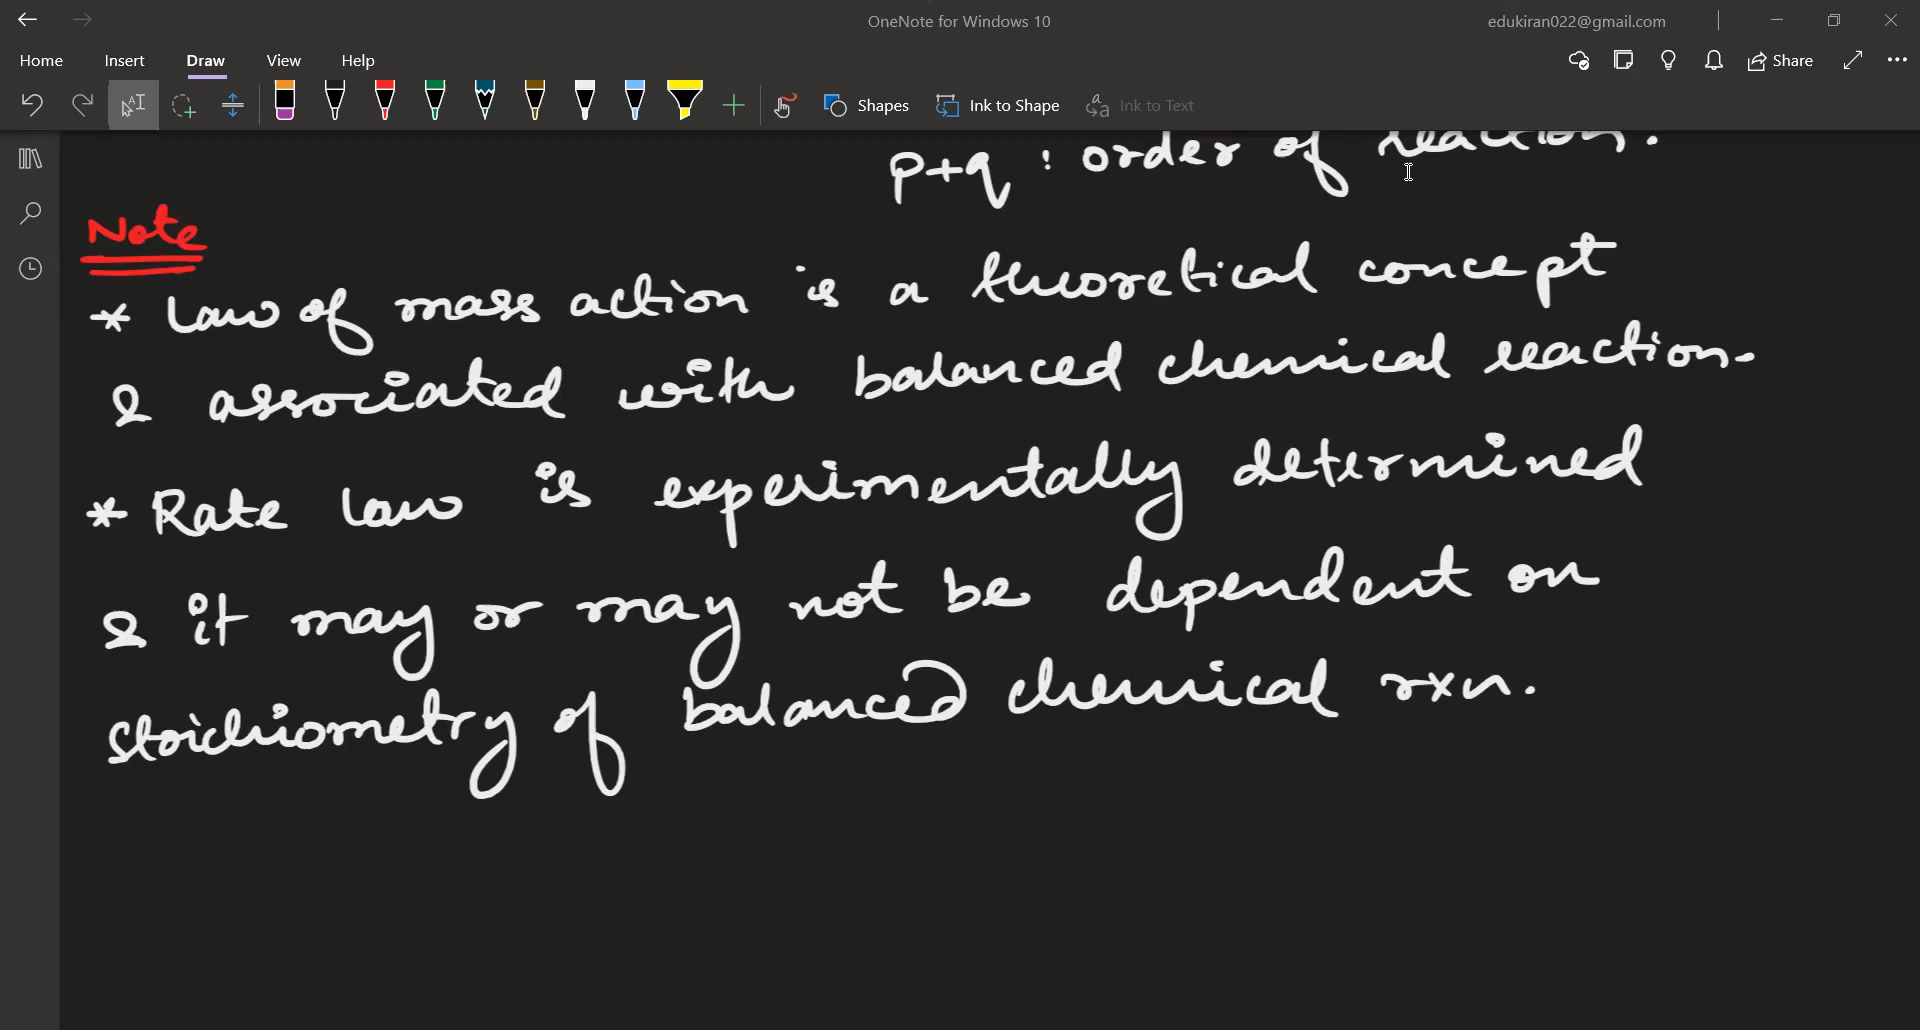 OneNote for Windows 10
edukiran022@gmail.com
Home Insert Draw View Help
Share
Shapes Ink to Shape Ink to Text
p+q : order of reaction.
Note
* Law of mass action is a theoretical concept
& associated with balanced chemical reaction.
* Rate law is experimentally determined
& it may or may not be dependent on
stoichiometry of balanced chemical rxn.